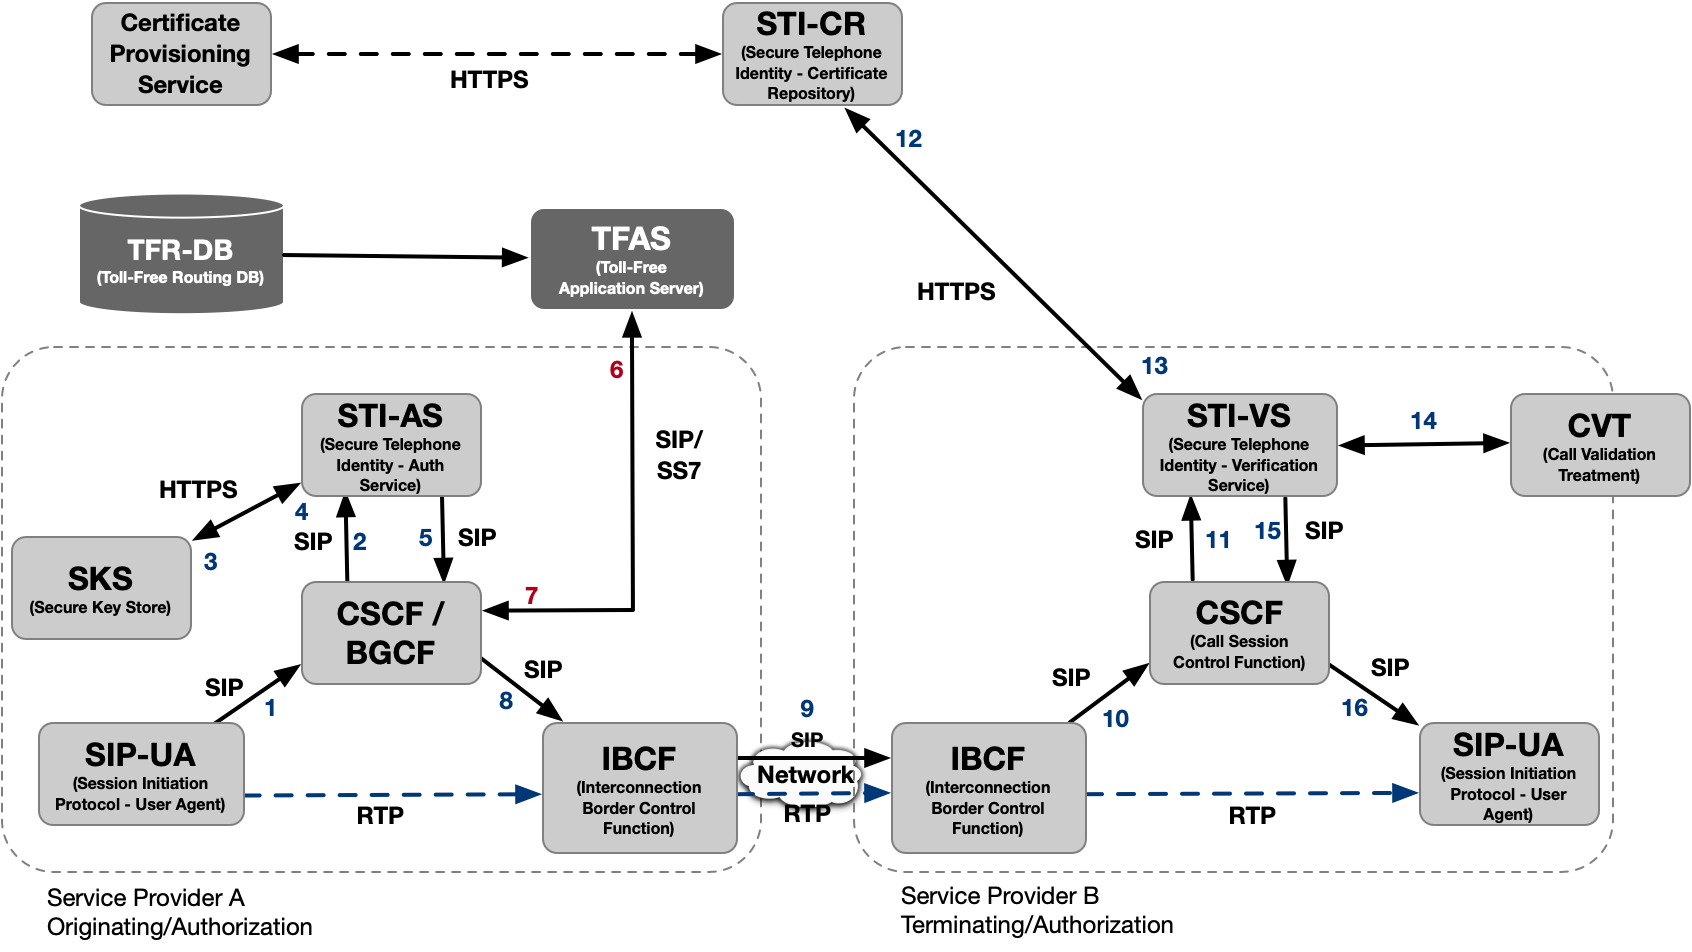 Certificate
Provisioning
Service
HTTPS
STI-CR
(Secure Telephone
Identity - Certificate
Repository)
12
TFR-DB
(Toll-Free Routing DB)
TFAS
(Toll-Free
Application Server)
HTTPS
6
13
STI-AS
(Secure Telephone
Identity - Auth
Service)
SIP/
SS7
STI-VS
(Secure Telephone
Identity - Verification
Service)
14
CVT
(Call Validation
Treatment)
HTTPS
4
3
SIP
2
5
SIP
SIP
11
15
SIP
SKS
(Secure Key Store)
7
CSCF /
BGCF
CSCF
(Call Session
Control Function)
SIP
1
SIP
8
9
SIP
Network
RTP
SIP
10
SIP
16
SIP-UA
(Session Initiation
Protocol - User Agent)
RTP
IBCF
(Interconnection
Border Control
Function)
IBCF
(Interconnection
Border Control
Function)
RTP
SIP-UA
(Session Initiation
Protocol - User
Agent)
Service Provider A
Originating/Authorization
Service Provider B
Terminating/Authorization